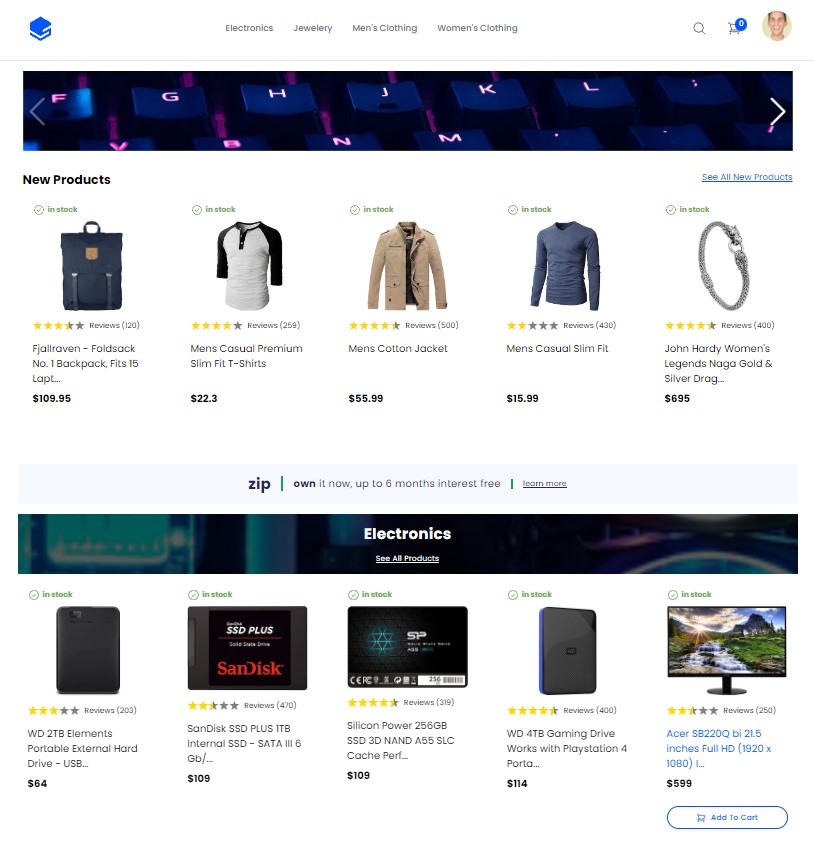 Electronics Jewelery Men's Clothing Women's Clothing 0
F G H J K L ;
V B N M
New Products See All New Products
in stock in stock in stock in stock in stock
Reviews (120) Reviews (259) Reviews (500) Reviews (430) Reviews (400)
Fjallraven - Foldsack Mens Casual Premium Mens Cotton Jacket Mens Casual Slim Fit John Hardy Women's
No. 1 Backpack, Fits 15 Slim Fit T-Shirts Legends Naga Gold &
Lapt... Silver Drag...
$109.95 $22.3 $55.99 $15.99 $695
zip own it now, up to 6 months interest free learn more
Electronics
See All Products
in stock in stock in stock in stock in stock
SanDisk
SSD PLUS
Solid State Drive
SanDisk
SP
Solid State Drive
A55
256
WD
Reviews (203) Reviews (470) Reviews (319) Reviews (400) Reviews (250)
WD 2TB Elements SanDisk SSD PLUS 1TB Silicon Power 256GB WD 4TB Gaming Drive Acer SB220Q bi 21.5
Portable External Hard Internal SSD - SATA III 6 SSD 3D NAND A55 SLC Works with Playstation 4 inches Full HD (1920 x
Drive - USB... Gb/... Cache Perf... Porta... 1080) I...
$64 $109 $109 $114 $599
Add To Cart